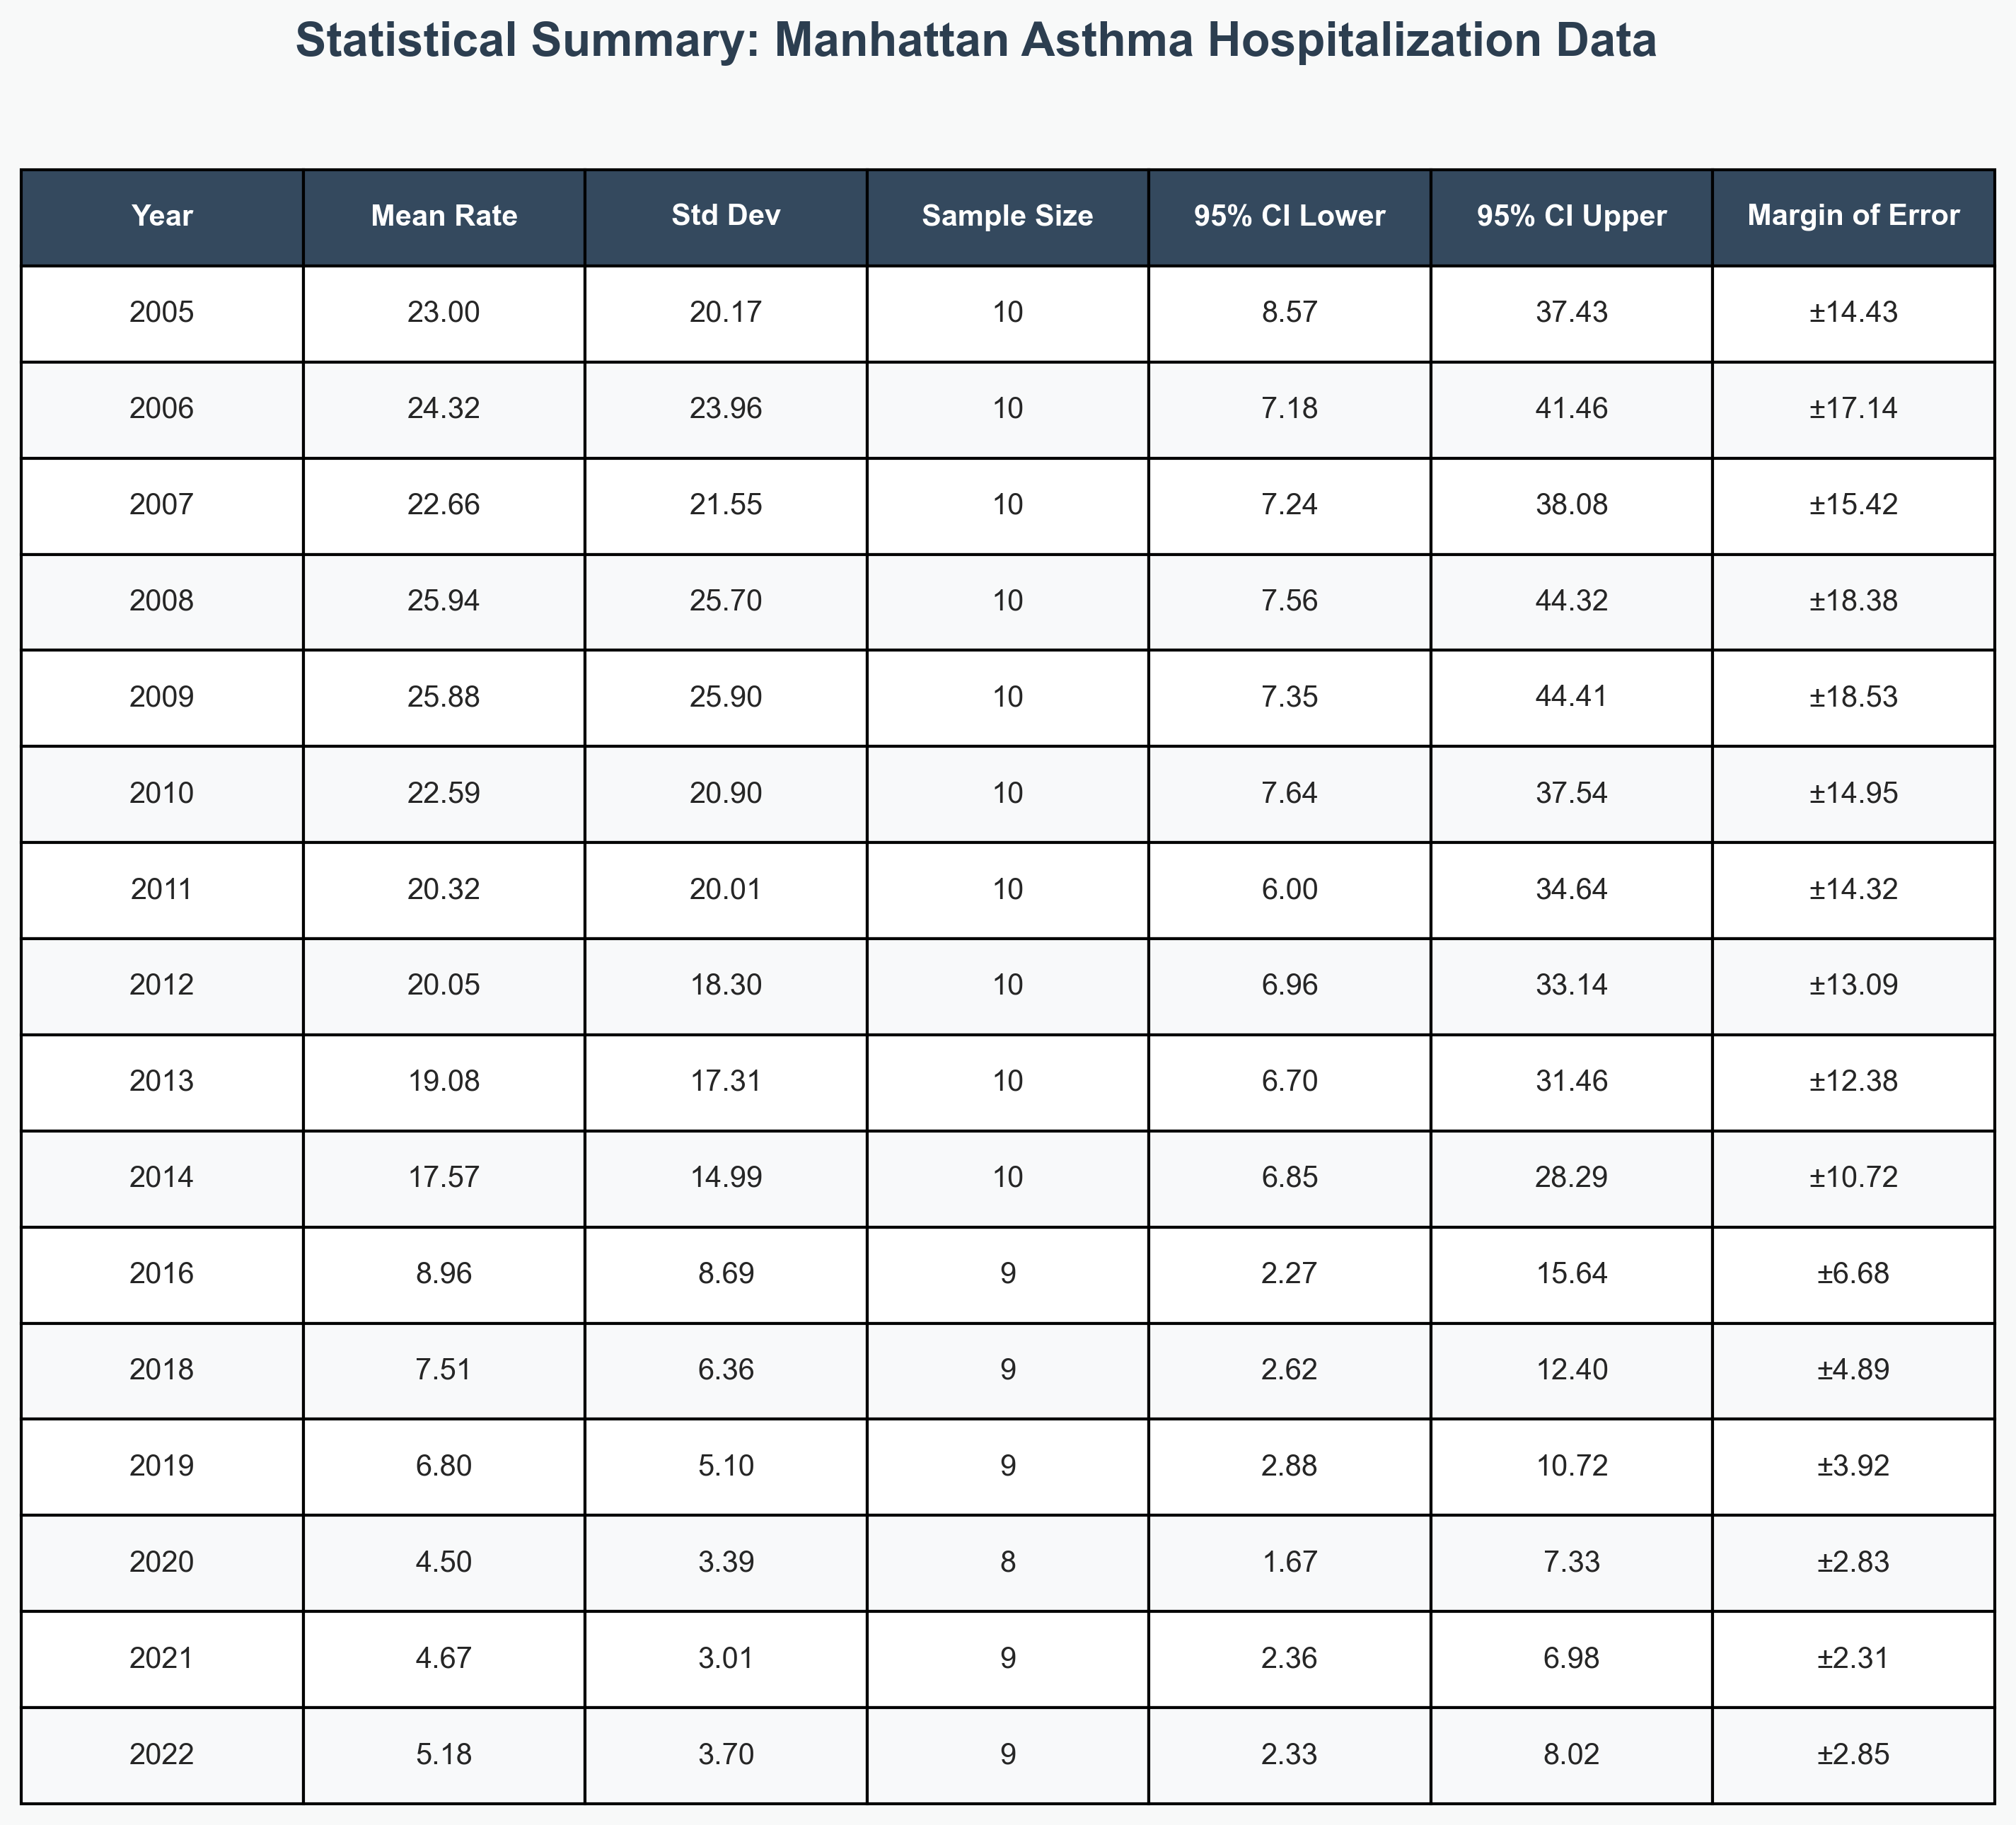 Statistical Summary: Manhattan Asthma Hospitalization Data
Year Mean Rate Std Dev Sample Size 95% CI Lower 95% CI Upper Margin of Error
2005 23.00 20.17 10 8.57 37.43 ±14.43
2006 24.32 23.96 10 7.18 41.46 ±17.14
2007 22.66 21.55 10 7.24 38.08 ±15.42
2008 25.94 25.70 10 7.56 44.32 ±18.38
2009 25.88 25.90 10 7.35 44.41 ±18.53
2010 22.59 20.90 10 7.64 37.54 ±14.95
2011 20.32 20.01 10 6.00 34.64 ±14.32
2012 20.05 18.30 10 6.96 33.14 ±13.09
2013 19.08 17.31 10 6.70 31.46 ±12.38
2014 17.57 14.99 10 6.85 28.29 ±10.72
2016 8.96 8.69 9 2.27 15.64 ±6.68
2018 7.51 6.36 9 2.62 12.40 ±4.89
2019 6.80 5.10 9 2.88 10.72 ±3.92
2020 4.50 3.39 8 1.67 7.33 ±2.83
2021 4.67 3.01 9 2.36 6.98 ±2.31
2022 5.18 3.70 9 2.33 8.02 ±2.85